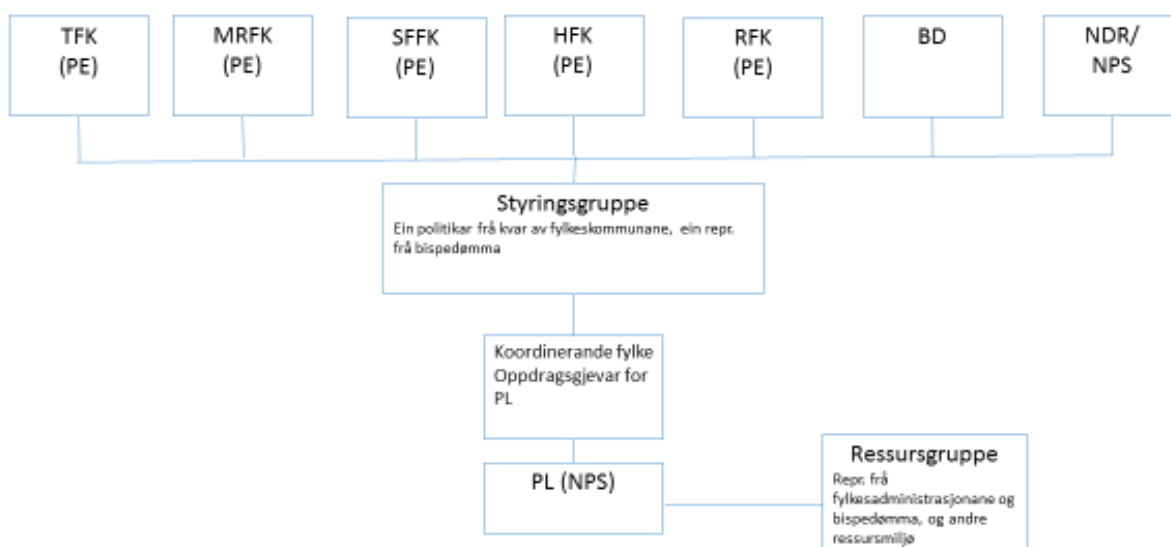 TFK
(PE)
MRFK
(PE)
SFFK
(PE)
HFK
(PE)
RFK
(PE)
BD
NDR/
NPS
Styringsgruppe
Ein politikar frå kvar av fylkeskommunane, ein repr.
frå bispedømma
Koordinerande fylke
Oppdragsgjevar for
PL
PL (NPS)
Ressursgruppe
Repr. frå
fylkesadministrasjonane og
bispedømma, og andre
ressursmiljø